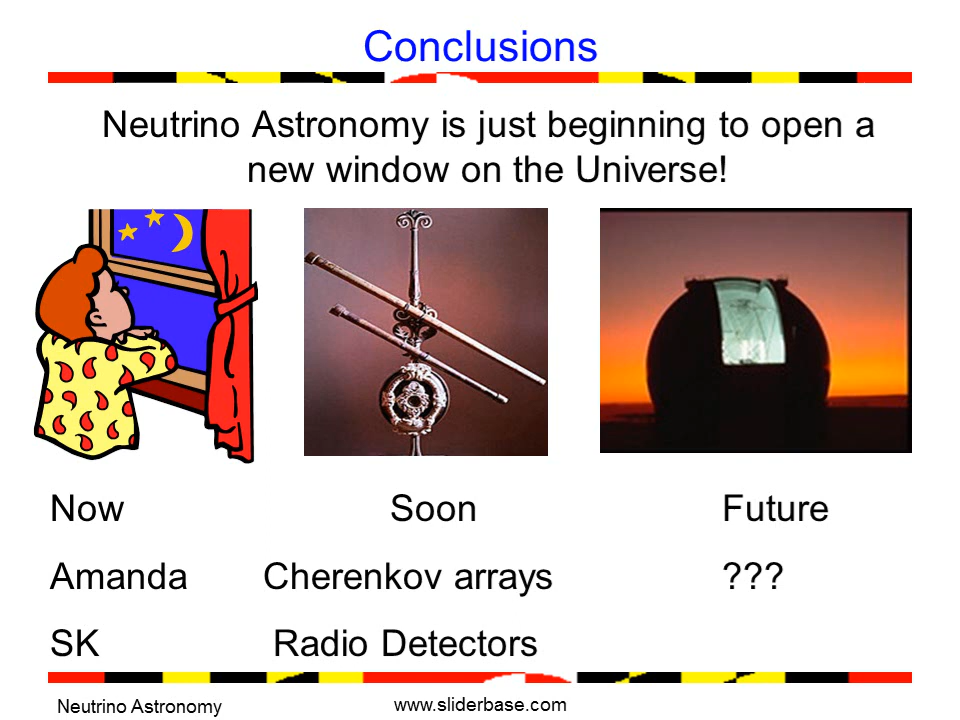 Conclusions
Neutrino Astronomy is just beginning to open a
new window on the Universe!
Now Soon Future
Amanda Cherenkov arrays ???
SK Radio Detectors
Neutrino Astronomy www.sliderbase.com